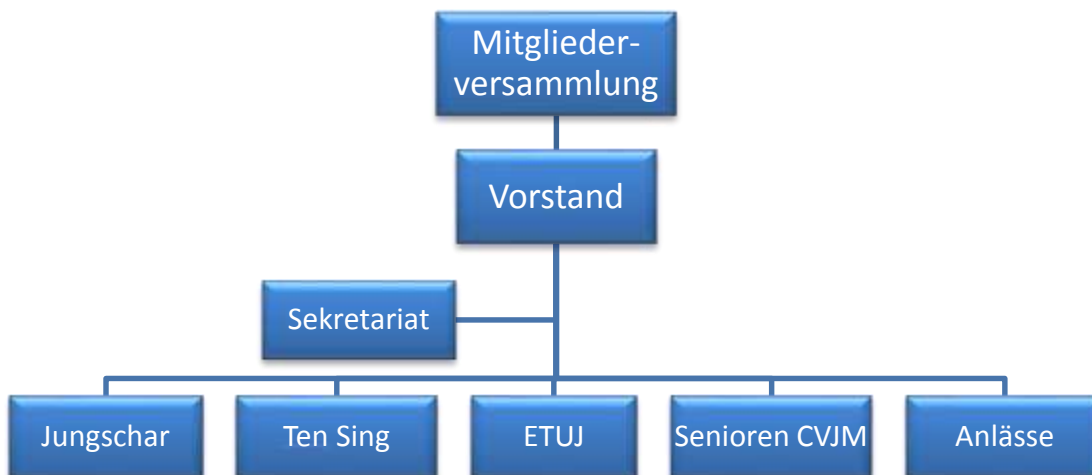 Mitglieder-
versammlung
Vorstand
Sekretariat
Jungschar
Ten Sing
ETUJ
Senioren CVJM
Anlässe